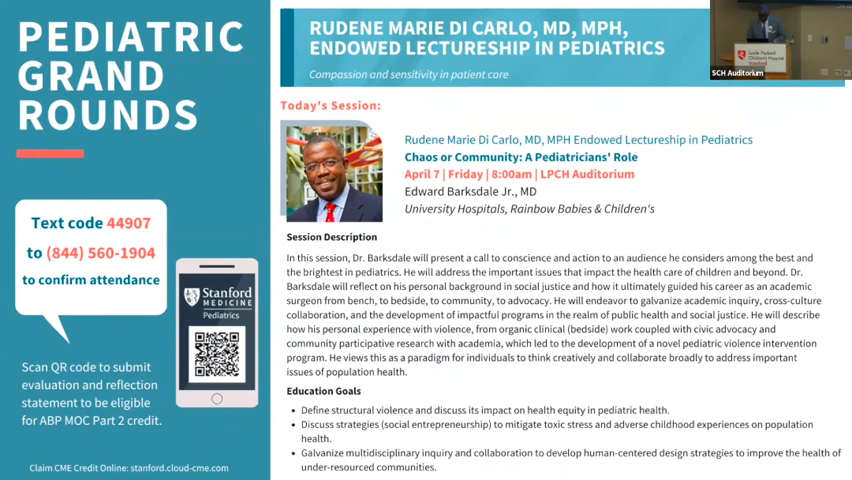 PEDIATRIC
GRAND
ROUNDS
Text code 44907
to (844) 560-1904
to confirm attendance
Stanford
MEDICINE
Pediatrics
Scan QR code to submit
evaluation and reflection
statement to be eligible
for ABP MOC Part 2 credit.
Claim CME Credit Online: stanford.cloud-cme.com
RUDENE MARIE DI CARLO, MD, MPH,
ENDOWED LECTURESHIP IN PEDIATRICS
Compassion and sensitivity in patient care
Today's Session:
Rudene Marie Di Carlo, MD, MPH Endowed Lectureship in Pediatrics
Chaos or Community: A Pediatricians' Role
April 7 | Friday | 8:00am | LPCH Auditorium
Edward Barksdale Jr., MD
University Hospitals, Rainbow Babies & Children's
Session Description
In this session, Dr. Barksdale will present a call to conscience and action to an audience he considers among the best and
the brightest in pediatrics. He will address the important issues that impact the health care of children and beyond. Dr.
Barksdale will reflect on his personal background in social justice and how it ultimately guided his career as an academic
surgeon from bench, to bedside, to community, to advocacy. He will endeavor to galvanize academic inquiry, cross-culture
collaboration, and the development of impactful programs in the realm of public health and social justice. He will describe
how his personal experience with violence, from organic clinical (bedside) work coupled with civic advocacy and
community participative research with academia, which led to the development of a novel pediatric violence intervention
program. He views this as a paradigm for individuals to think creatively and collaborate broadly to address important
issues of population health.
Education Goals
• Define structural violence and discuss its impact on health equity in pediatric health.
• Discuss strategies (social entrepreneurship) to mitigate toxic stress and adverse childhood experiences on population
health.
• Galvanize multidisciplinary inquiry and collaboration to develop human-centered design strategies to improve the health of
under-resourced communities.
Lucile Packard
Children's Hospital
Stanford
SCH Auditorium